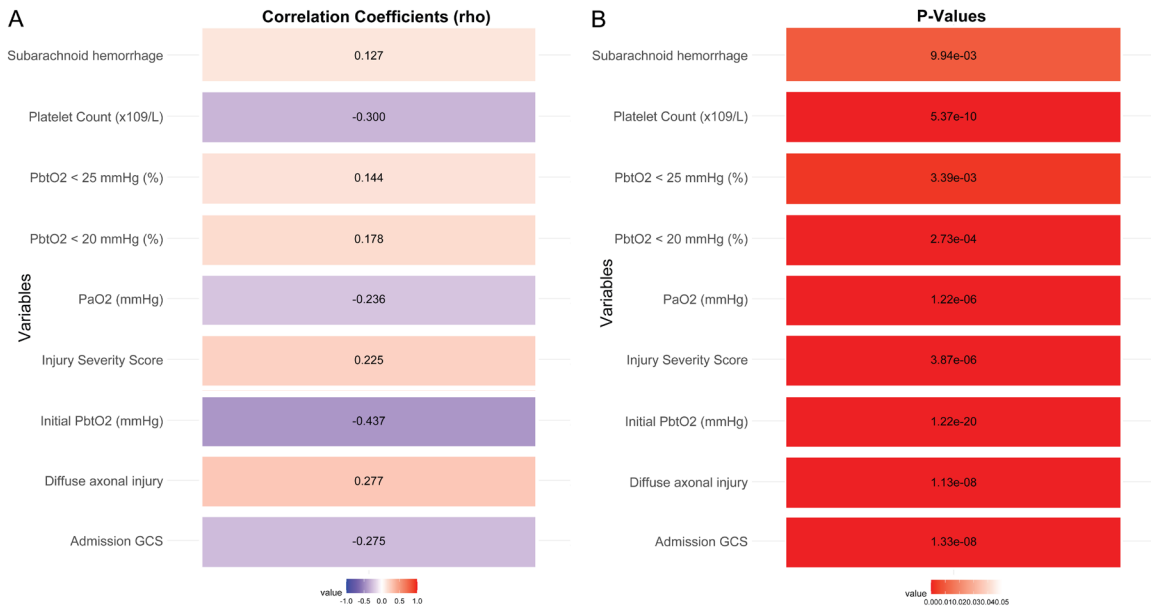 A
Correlation Coefficients (rho)
Subarachnoid hemorrhage
0.127
Platelet Count (x109/L)
-0.300
PbtO2 < 25 mmHg (%)
0.144
PbtO2 < 20 mmHg (%)
0.178
Variables
PaO2 (mmHg)
-0.236
Injury Severity Score
0.225
Initial PbtO2 (mmHg)
-0.437
Diffuse axonal injury
0.277
Admission GCS
-0.275
value
-1.0 -0.5 0.0 0.5 1.0
B
P-Values
Subarachnoid hemorrhage
9.94e-03
Platelet Count (x109/L)
5.37e-10
PbtO2 < 25 mmHg (%)
3.39e-03
PbtO2 < 20 mmHg (%)
2.73e-04
Variables
PaO2 (mmHg)
1.22e-06
Injury Severity Score
3.87e-06
Initial PbtO2 (mmHg)
1.22e-20
Diffuse axonal injury
1.13e-08
Admission GCS
1.33e-08
value
0.000.010.020.030.040.05